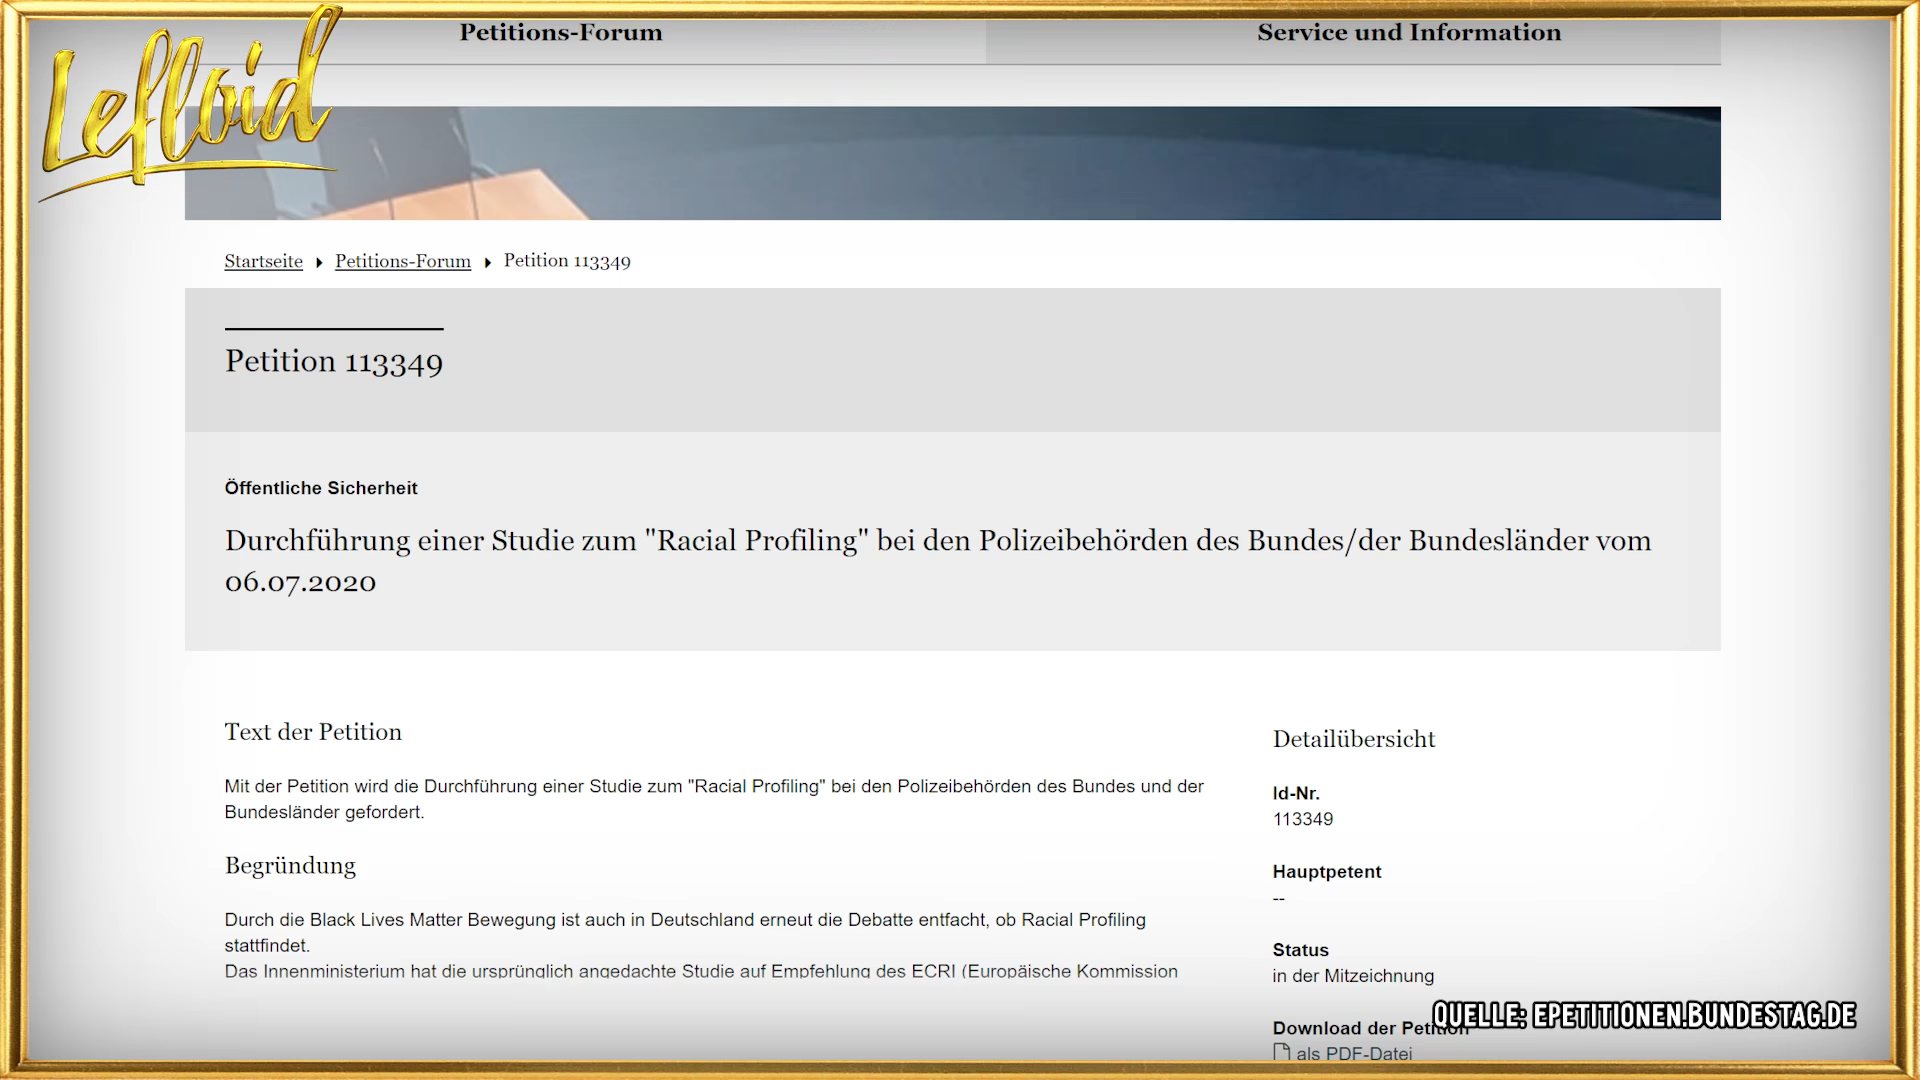 Lefloid
Petitions-Forum
Service und Information
Startseite
Petitions-Forum
Petition 113349
Petition 113349
Öffentliche Sicherheit
Durchführung einer Studie zum "Racial Profiling" bei den Polizeibehörden des Bundes/der Bundesländer vom
06.07.2020
Text der Petition
Mit der Petition wird die Durchführung einer Studie zum "Racial Profiling" bei den Polizeibehörden des Bundes und der
Bundesländer gefordert.
Begründung
Durch die Black Lives Matter Bewegung ist auch in Deutschland erneut die Debatte entfacht, ob Racial Profiling
stattfindet.
Das Innenministerium hat die ursprünglich angedachte Studie auf Empfehlung des ECRI (Europäische Kommission
Detailübersicht
Id-Nr.
113349
Hauptpetent
--
Status
in der Mitzeichnung
Download der Petition
als PDF-Datei
QUELLE: EPETITIONEN.BUNDESTAG.DE